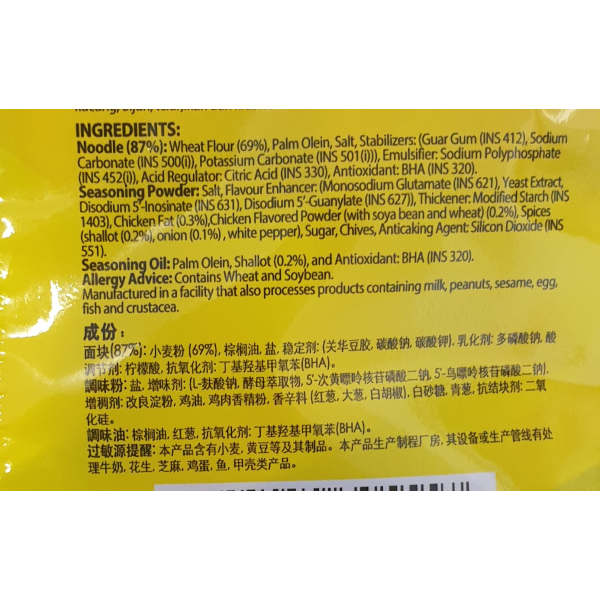 INGREDIENTS:
Noodle (87%): Wheat Flour (69%), Palm Olein, Salt, Stabilizers: (Guar Gum (INS 412), Sodium
Carbonate (INS 500(i)), Potassium Carbonate (INS 501(i))), Emulsifier: Sodium Polyphosphate
(INS 452(i)), Acid Regulator: Citric Acid (INS 330), Antioxidant: BHA (INS 320).
Seasoning Powder: Salt, Flavour Enhancer: (Monosodium Glutamate (INS 621), Yeast Extract,
Disodium 5'-Inosinate (INS 631), Disodium 5'-Guanylate (INS 627)), Thickener: Modified Starch (INS
1403), Chicken Fat (0.3%),Chicken Flavored Powder (with soya bean and wheat) (0.2%), Spices
(shallot (0.2%), onion (0.1%) , white pepper), Sugar, Chives, Anticaking Agent: Silicon Dioxide (INS
551).
Seasoning Oil: Palm Olein, Shallot (0.2%), and Antioxidant: BHA (INS 320).
Allergy Advice: Contains Wheat and Soybean.
Manufactured in a facility that also processes products containing milk, peanuts, sesame, egg,
fish and crustacea.
成份：
面块(87%): 小麦粉 (69%), 棕榈油, 盐, 稳定剂: (关华豆胶, 碳酸钠, 碳酸钾), 乳化剂: 多磷酸钠, 酸
调节剂: 柠檬酸, 抗氧化剂: 丁基羟基甲氧苯(BHA)。
調味粉: 盐, 增味剂: (L-麸酸钠, 酵母萃取物, 5'-次黄嘌呤核苷磷酸二钠, 5'-鸟嘌呤核苷磷酸二钠),
增稠剂: 改良淀粉, 鸡油, 鸡肉香精粉, 香辛料 (红葱, 大葱, 白胡椒), 白砂糖, 青葱, 抗结块剂: 二氧
化硅。
調味油: 棕榈油, 红葱, 抗氧化剂: 丁基羟基甲氧苯(BHA)。
过敏源提醒: 本产品含有小麦, 黄豆等及其制品。本产品生产制程厂房, 其设备或生产管线有处
理牛奶, 花生, 芝麻, 鸡蛋, 鱼, 甲壳类产品。